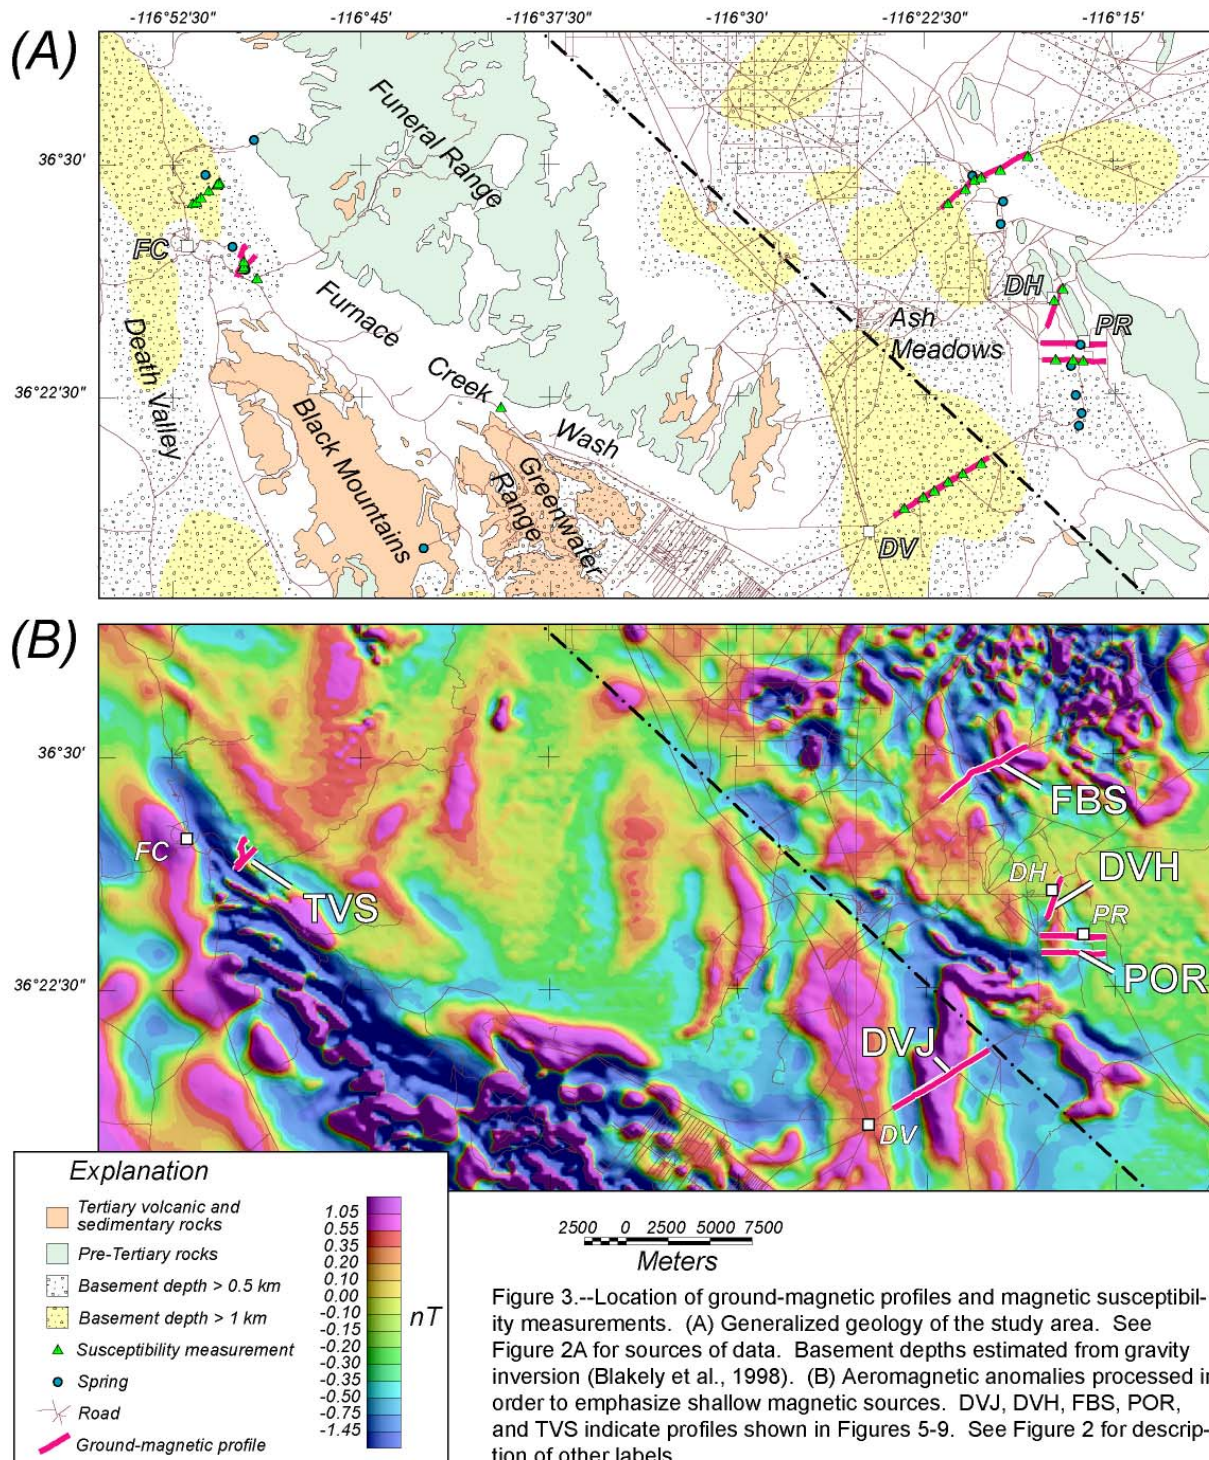 -116°52'30" -116°45' -116°37'30" -116°30' -116°22'30" -116°15'
(A)
36°30'
36°22'30"
Funeral Range
FC
Furnace
Creek
Wash
Death Valley
Black Mountains
Greenwater
Range
Ash
Meadows
DH
PR
DV
(B)
36°30'
36°22'30"
FC
TVS
FBS
DH
DVH
PR
POR
DVJ
DV
Explanation
Tertiary volcanic and
sedimentary rocks
Pre-Tertiary rocks
Basement depth > 0.5 km
Basement depth > 1 km
Susceptibility measurement
Spring
Road
Ground-magnetic profile
1.05
0.55
0.35
0.20
0.10
0.00
-0.10
-0.15
-0.20
-0.30
-0.35
-0.50
-0.75
-1.45
nT
2500 0 2500 5000 7500
Meters
Figure 3.--Location of ground-magnetic profiles and magnetic susceptibil-
ity measurements. (A) Generalized geology of the study area. See
Figure 2A for sources of data. Basement depths estimated from gravity
inversion (Blakely et al., 1998). (B) Aeromagnetic anomalies processed in
order to emphasize shallow magnetic sources. DVJ, DVH, FBS, POR,
and TVS indicate profiles shown in Figures 5-9. See Figure 2 for descrip-
tion of other labels